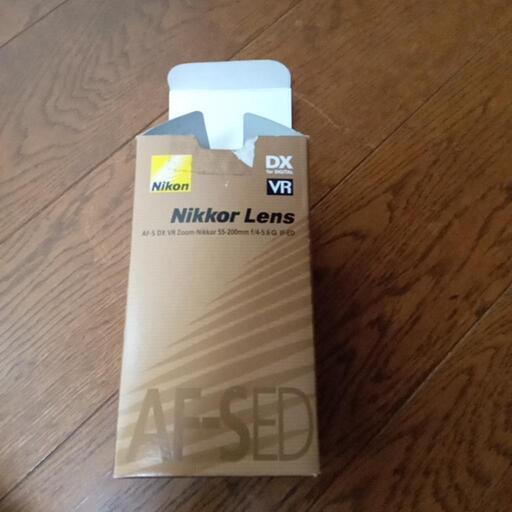 Nikon
DX
for DIGITAL
VR
Nikkor Lens
AF-S DX VR Zoom-Nikkor 55-200mm f/4-5.6 G IF-ED
AF-S ED